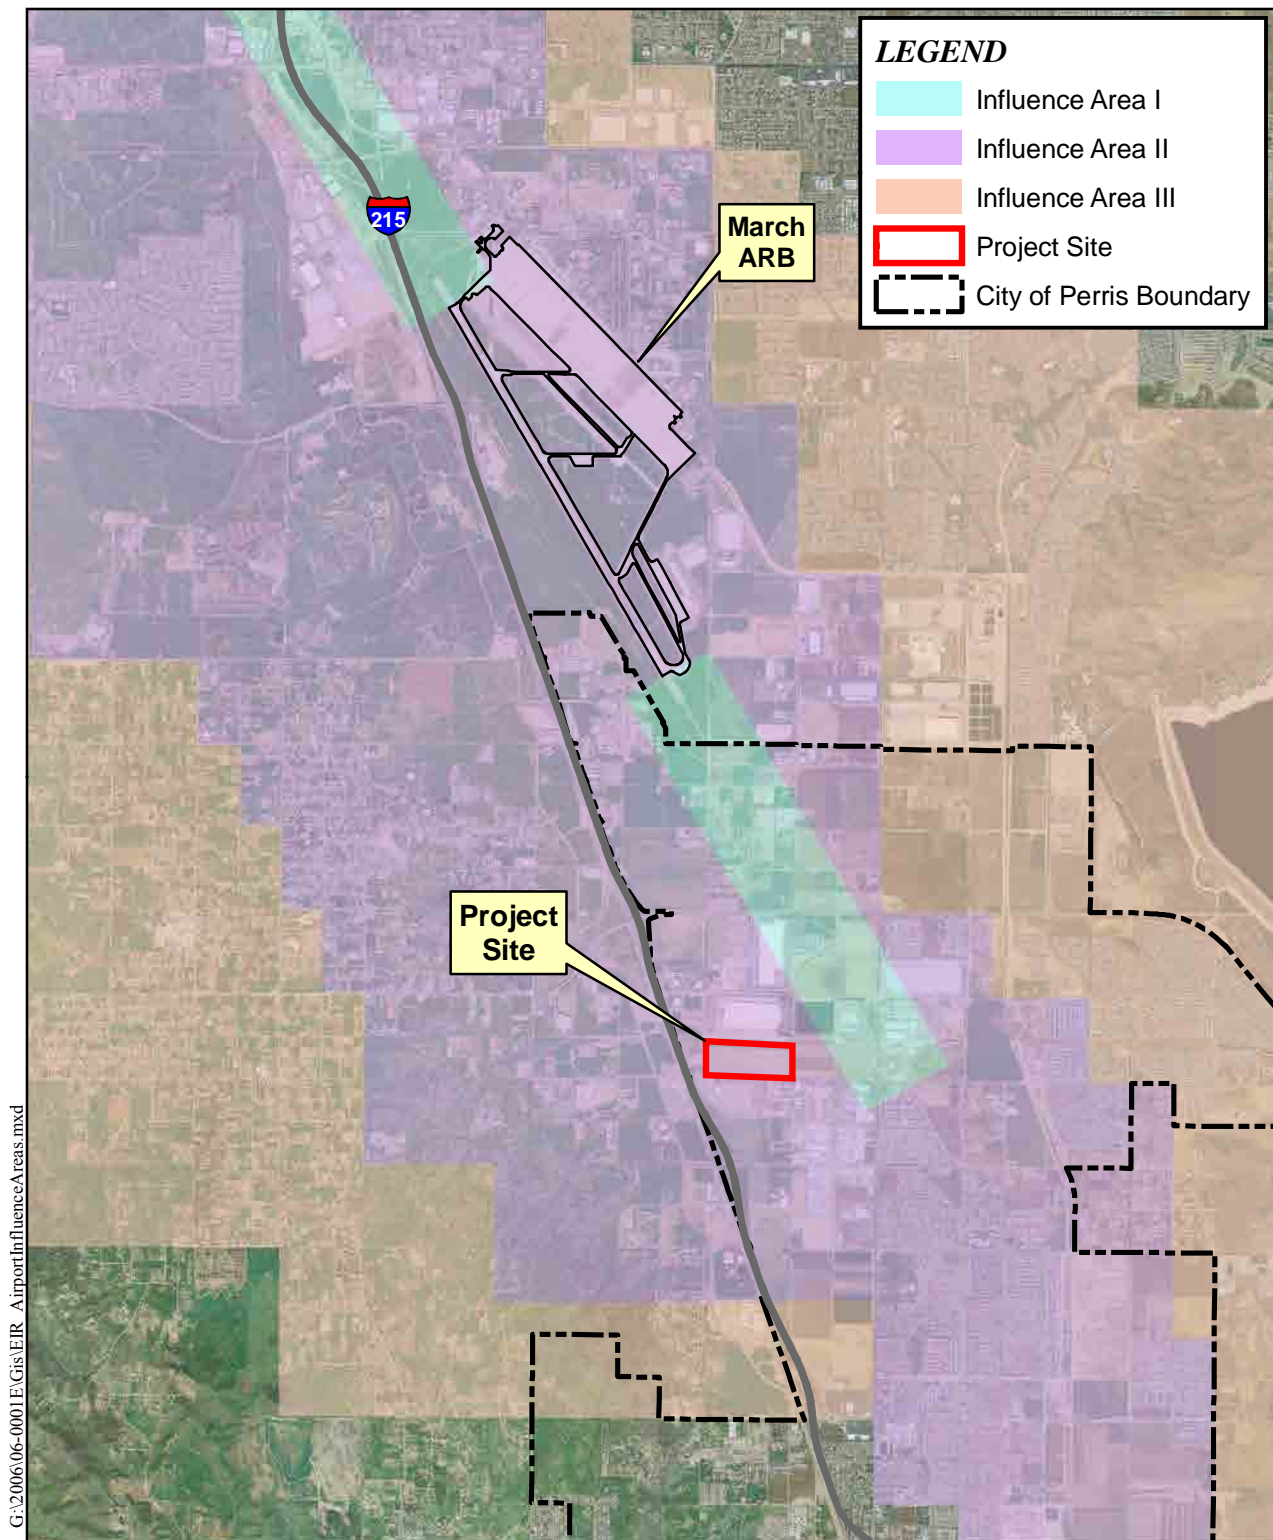 LEGEND
Influence Area I
Influence Area II
Influence Area III
Project Site
City of Perris Boundary
215
March
ARB
Project
Site
G:\2006\06-0001E\Gis\EIR_AirportInfluenceAreas.mxd